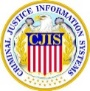 CRIMINAL JUSTICE INFORMATION SYSTEMS
CJIS